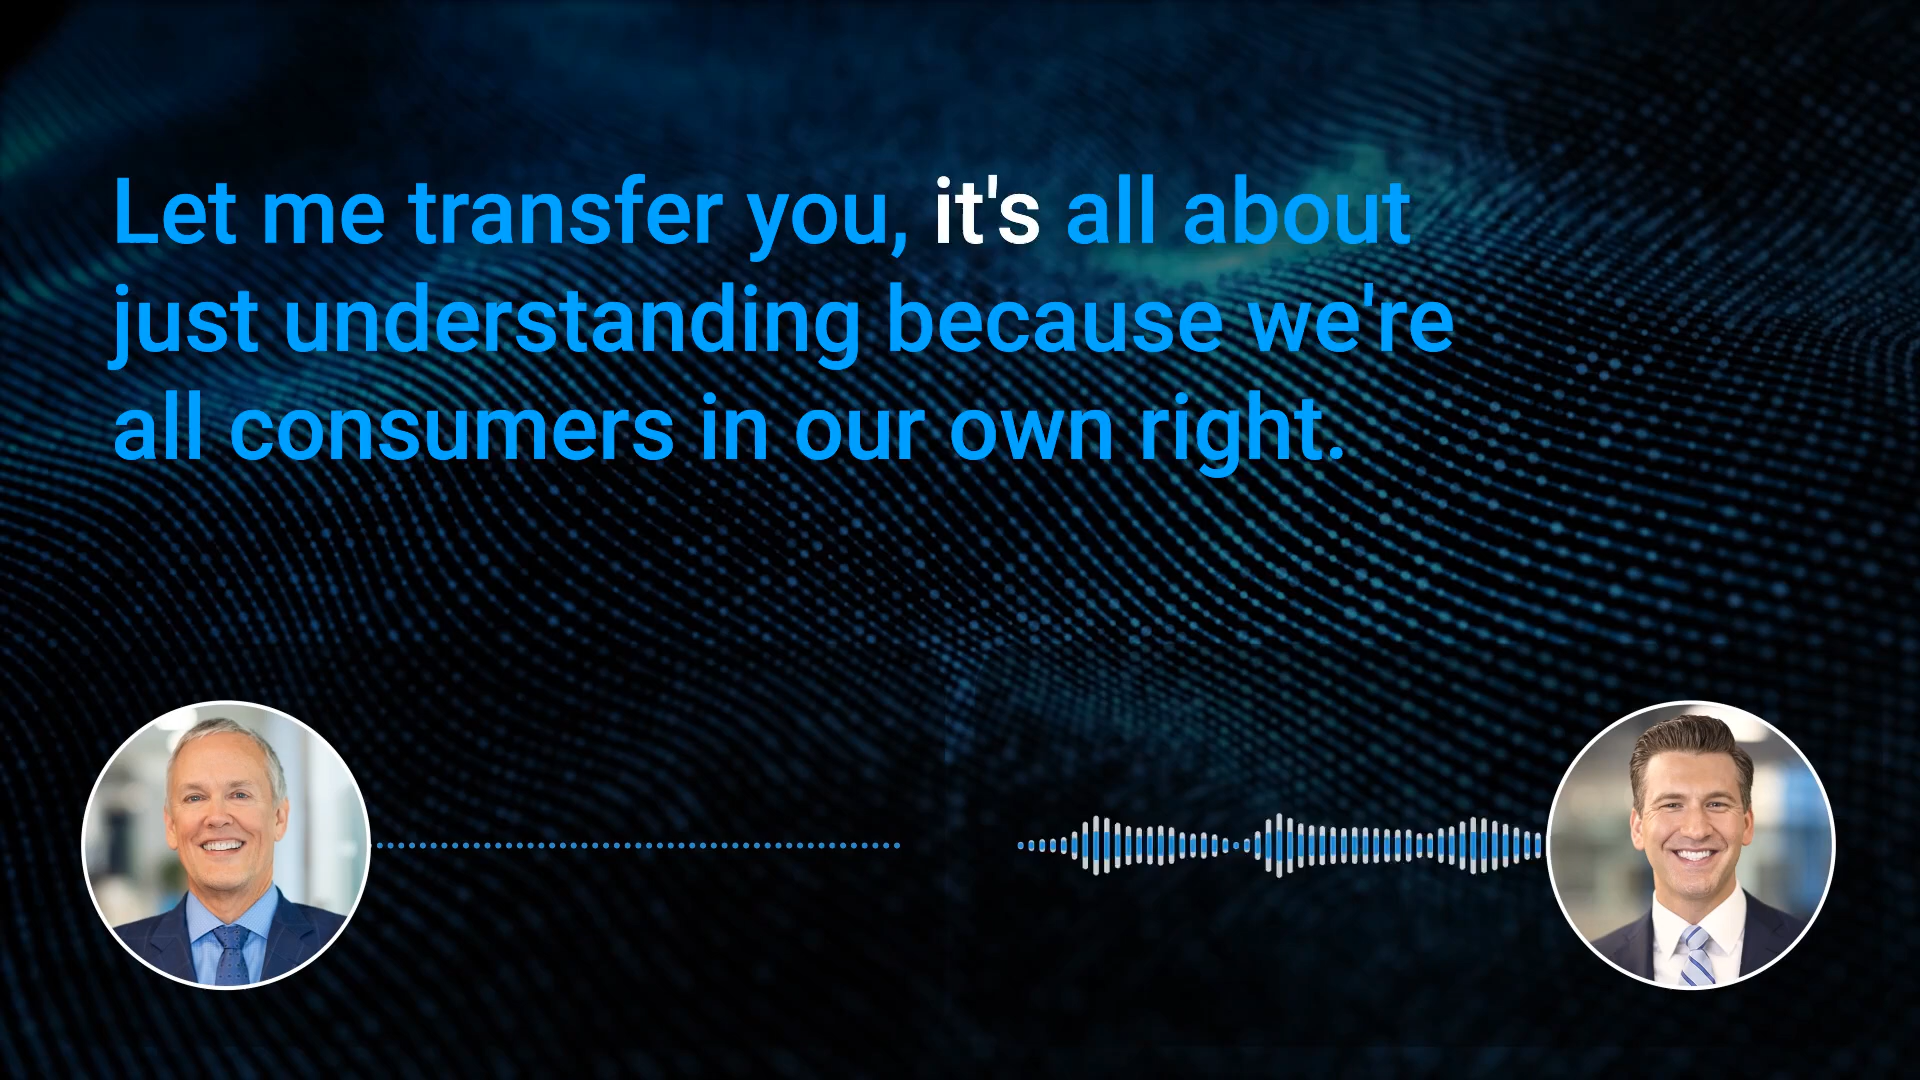 Let me transfer you, it's all about
just understanding because we're
all consumers in our own right.